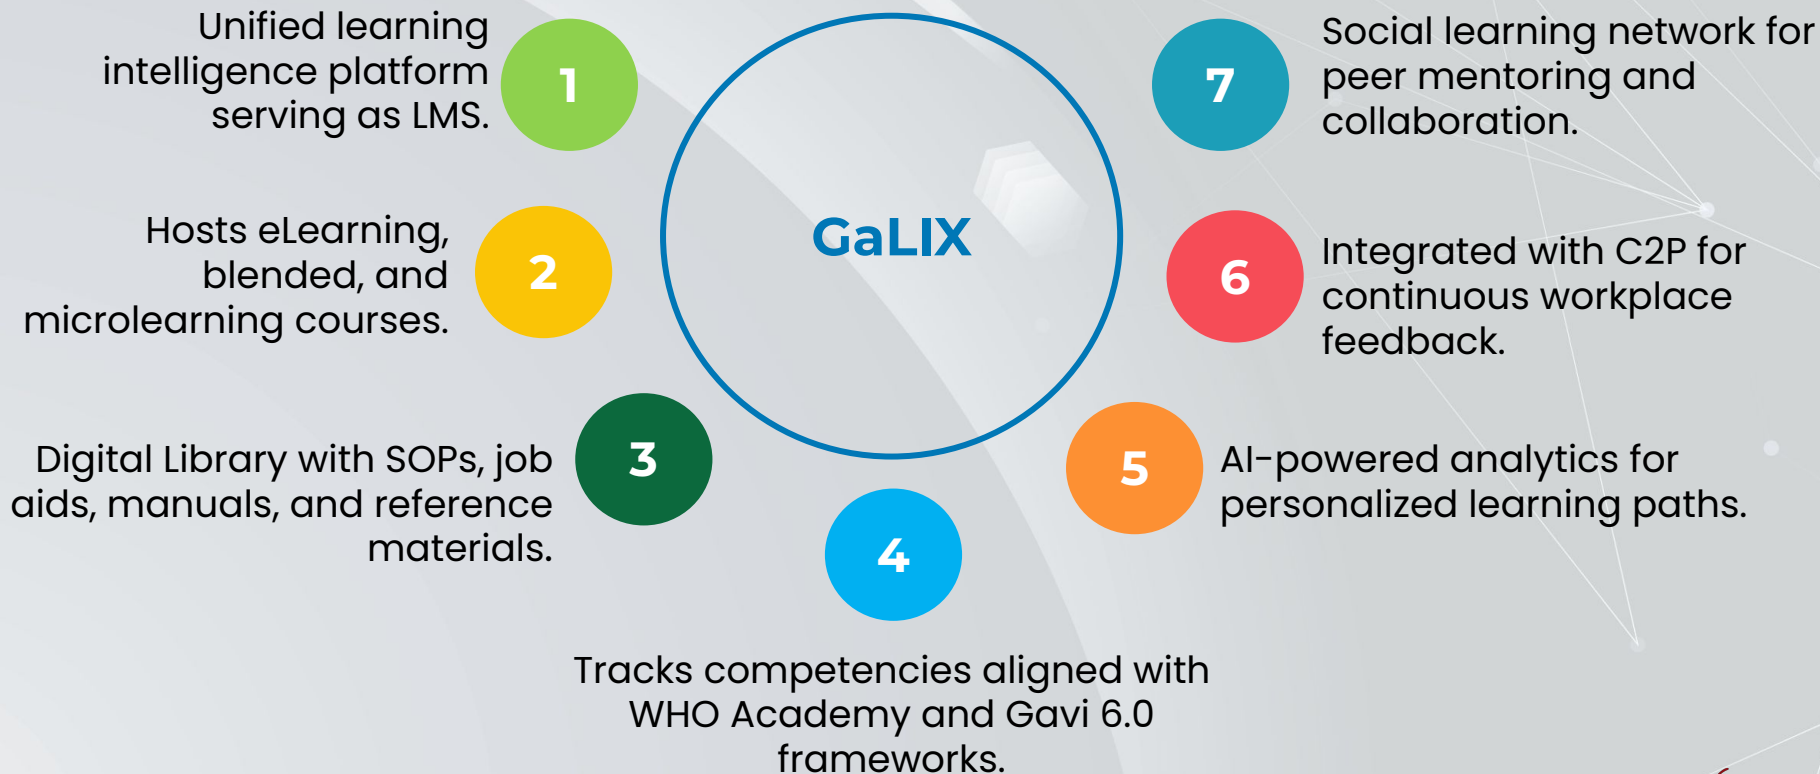 Unified learning
intelligence platform
serving as LMS.
1
Hosts eLearning,
blended, and
microlearning courses.
2
Digital Library with SOPs, job
aids, manuals, and reference
materials.
3
GaLIX
4
Tracks competencies aligned with
WHO Academy and Gavi 6.0
frameworks.
5
AI-powered analytics for
personalized learning paths.
6
Integrated with C2P for
continuous workplace
feedback.
7
Social learning network for
peer mentoring and
collaboration.